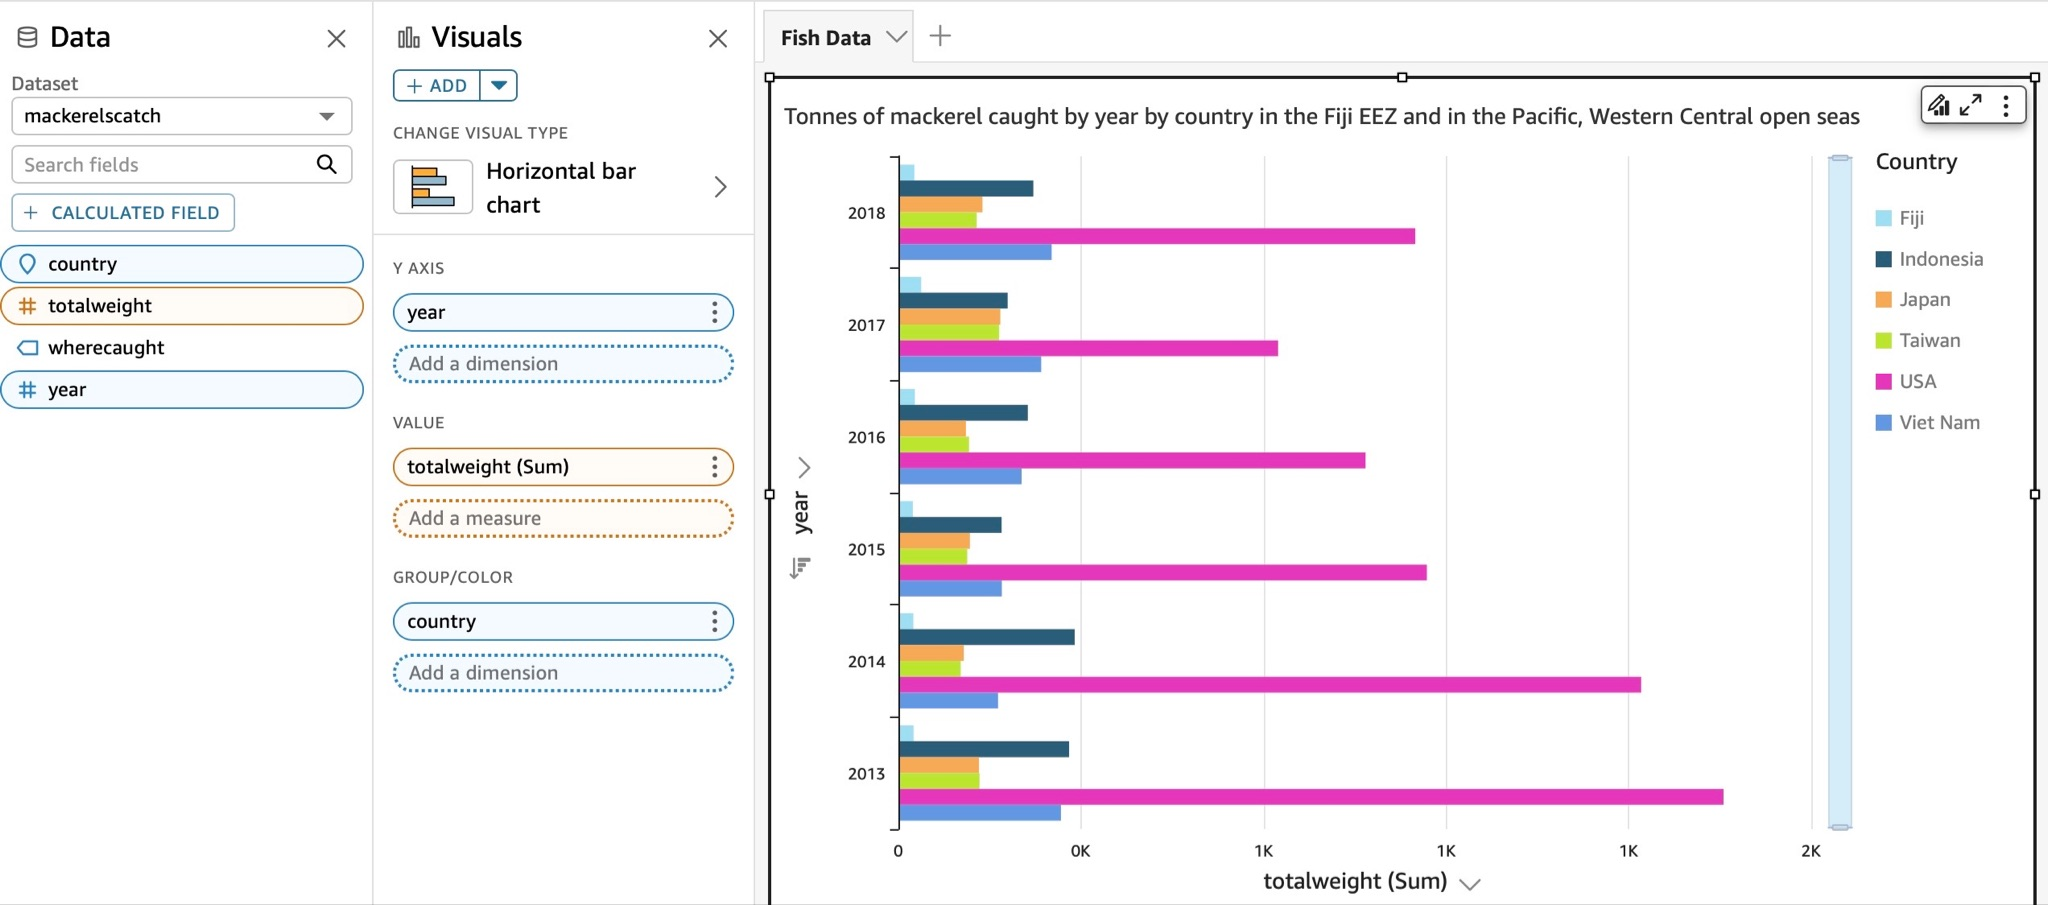 Data
Dataset
mackerelscatch
Search fields
+ CALCULATED FIELD
country
# totalweight
wherecaught
# year
Visuals
+ ADD
CHANGE VISUAL TYPE
Horizontal bar
chart
Y AXIS
year
Add a dimension
VALUE
totalweight (Sum)
Add a measure
GROUP/COLOR
country
Add a dimension
Fish Data
Tonnes of mackerel caught by year by country in the Fiji EEZ and in the Pacific, Western Central open seas
year
2018
2017
2016
2015
2014
2013
0 0K 1K 1K 1K 2K
totalweight (Sum)
Country
Fiji
Indonesia
Japan
Taiwan
USA
Viet Nam